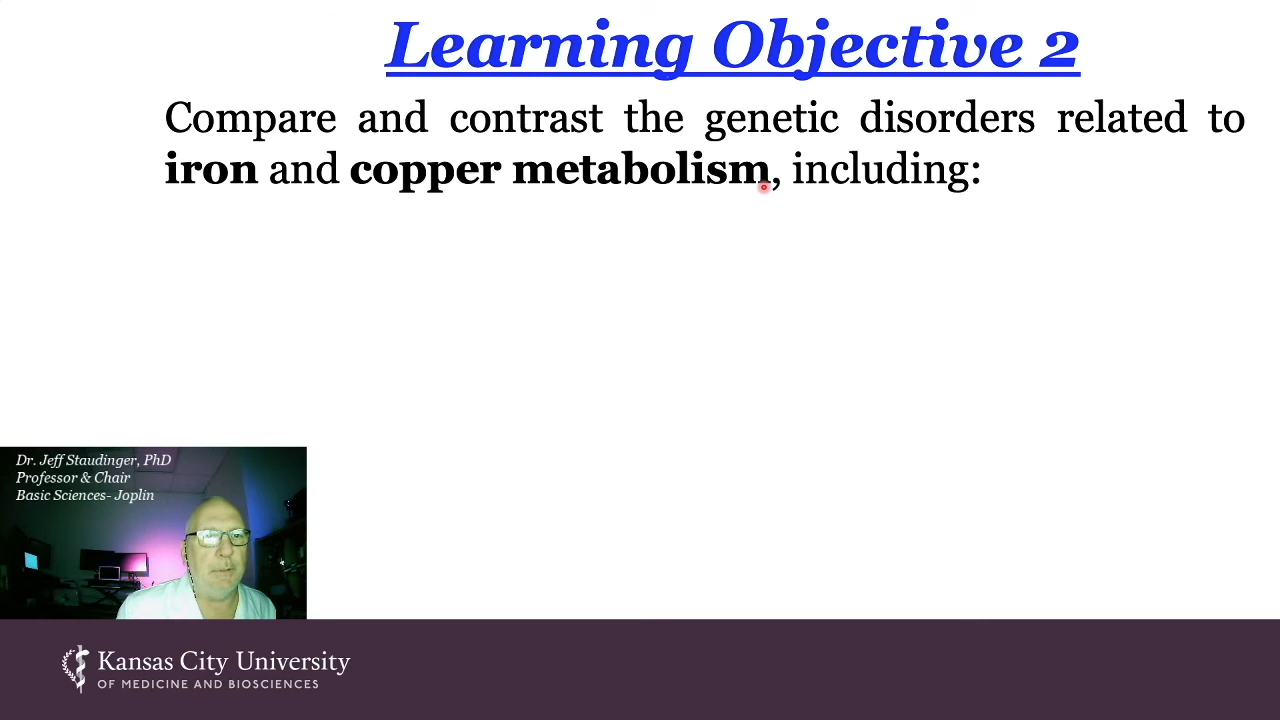 Learning Objective 2
Compare and contrast the genetic disorders related to
iron and copper metabolism, including:
Dr. Jeff Staudinger, PhD
Professor & Chair
Basic Sciences- Joplin
Kansas City University
OF MEDICINE AND BIOSCIENCES